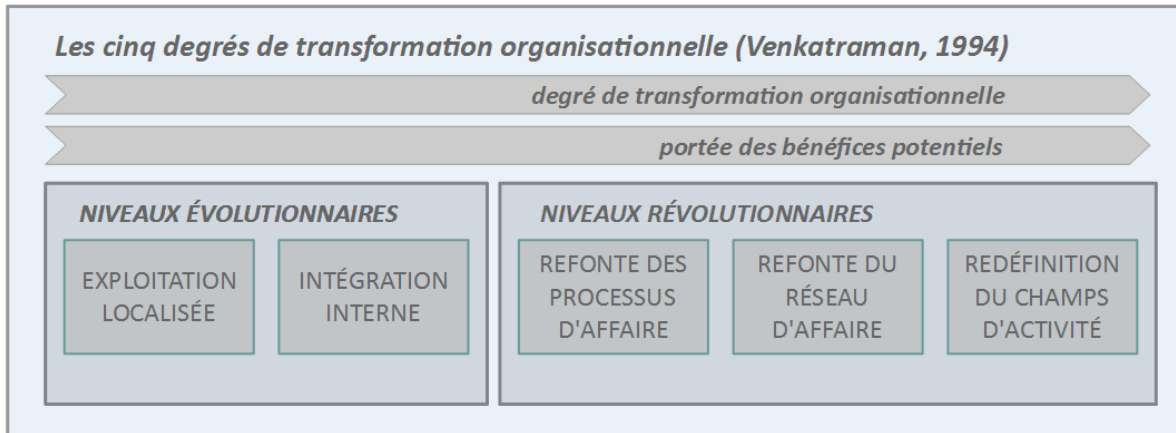 Les cinq degrés de transformation organisationnelle (Venkatraman, 1994)
degré de transformation organisationnelle
portée des bénéfices potentiels
NIVEAUX ÉVOLUTIONNAIRES
EXPLOITATION
LOCALISÉE
INTÉGRATION
INTERNE
NIVEAUX RÉVOLUTIONNAIRES
REFONTE DES
PROCESSUS
D'AFFAIRE
REFONTE DU
RÉSEAU
D'AFFAIRE
REDÉFINITION
DU CHAMPS
D'ACTIVITÉ